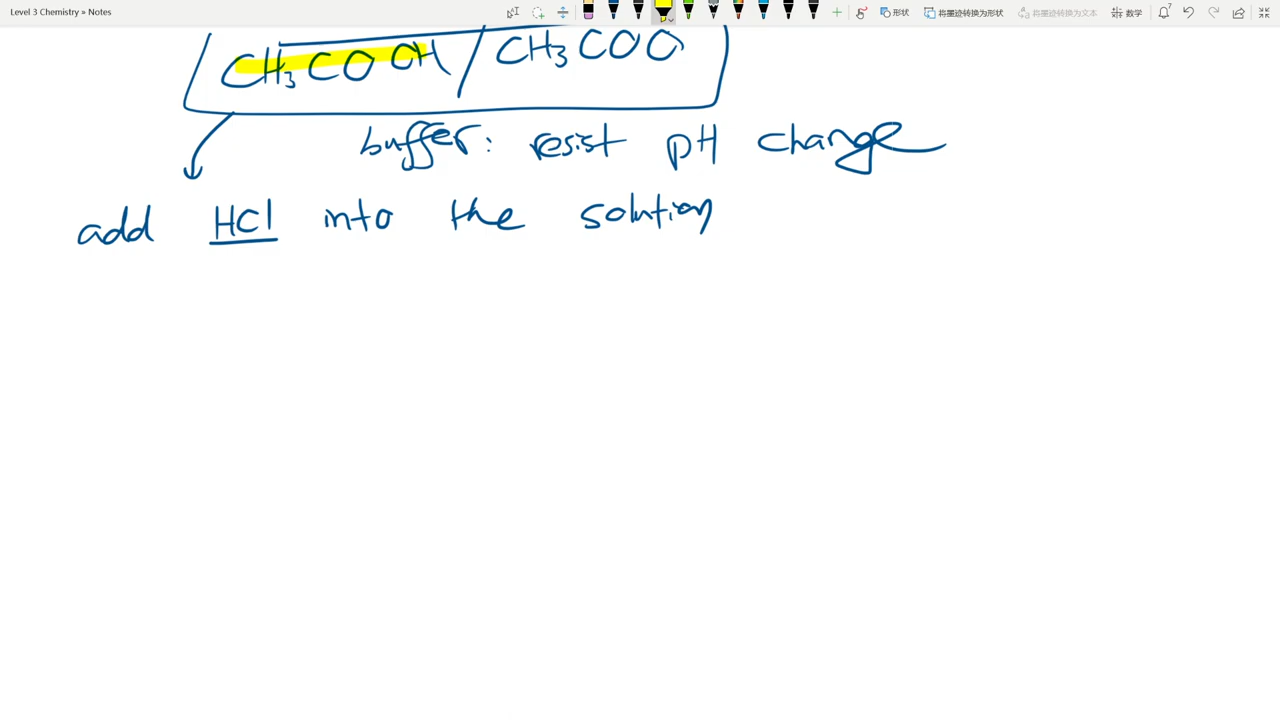 Level 3 Chemistry » Notes
形状
将墨迹转换为形状
将墨迹转换为文本
数学
CH3COOH / CH3COO
buffer: resist pH change
add HCl into the solution